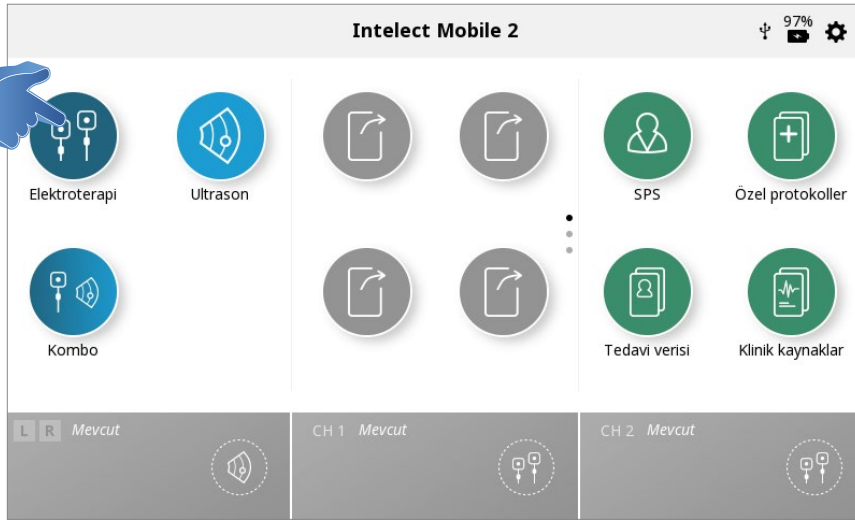 Intelect Mobile 2
97%
Elektroterapi
Ultrason
SPS
Özel protokoller
Kombo
Tedavi verisi
Klinik kaynaklar
L R Mevcut
CH 1 Mevcut
CH 2 Mevcut